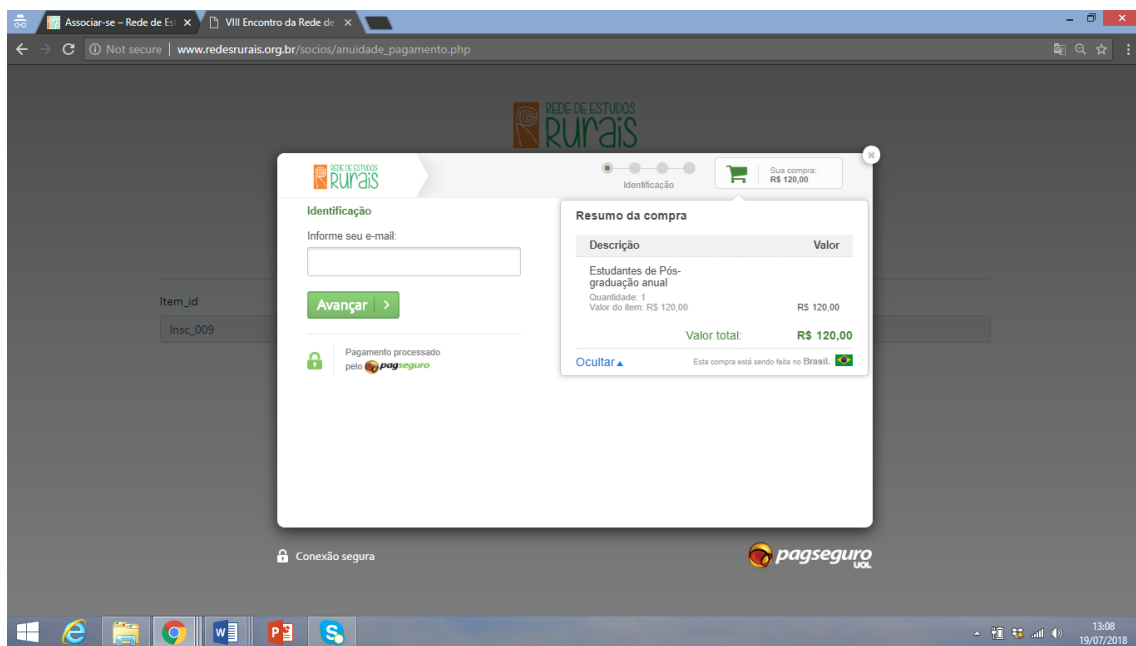 Associar-se – Rede de Es
VIII Encontro da Rede de
Not secure | www.redesrurais.org.br/socios/anuidade_pagamento.php
REDE DE ESTUDOS
Rurais
REDE DE ESTUDOS
Rurais
Identificação
Sua compra:
R$ 120,00
Identificação
Informe seu e-mail:
Avançar
Pagamento processado
pelo pagseguro
Resumo da compra
Descrição Valor
Estudantes de Pós-
graduação anual
Quantidade: 1
Valor do item: R$ 120,00 R$ 120,00
Valor total: R$ 120,00
Ocultar Esta compra está sendo feita no Brasil.
Item_id
Insc_009
Conexão segura
pagseguro
UOL
13:08
19/07/2018